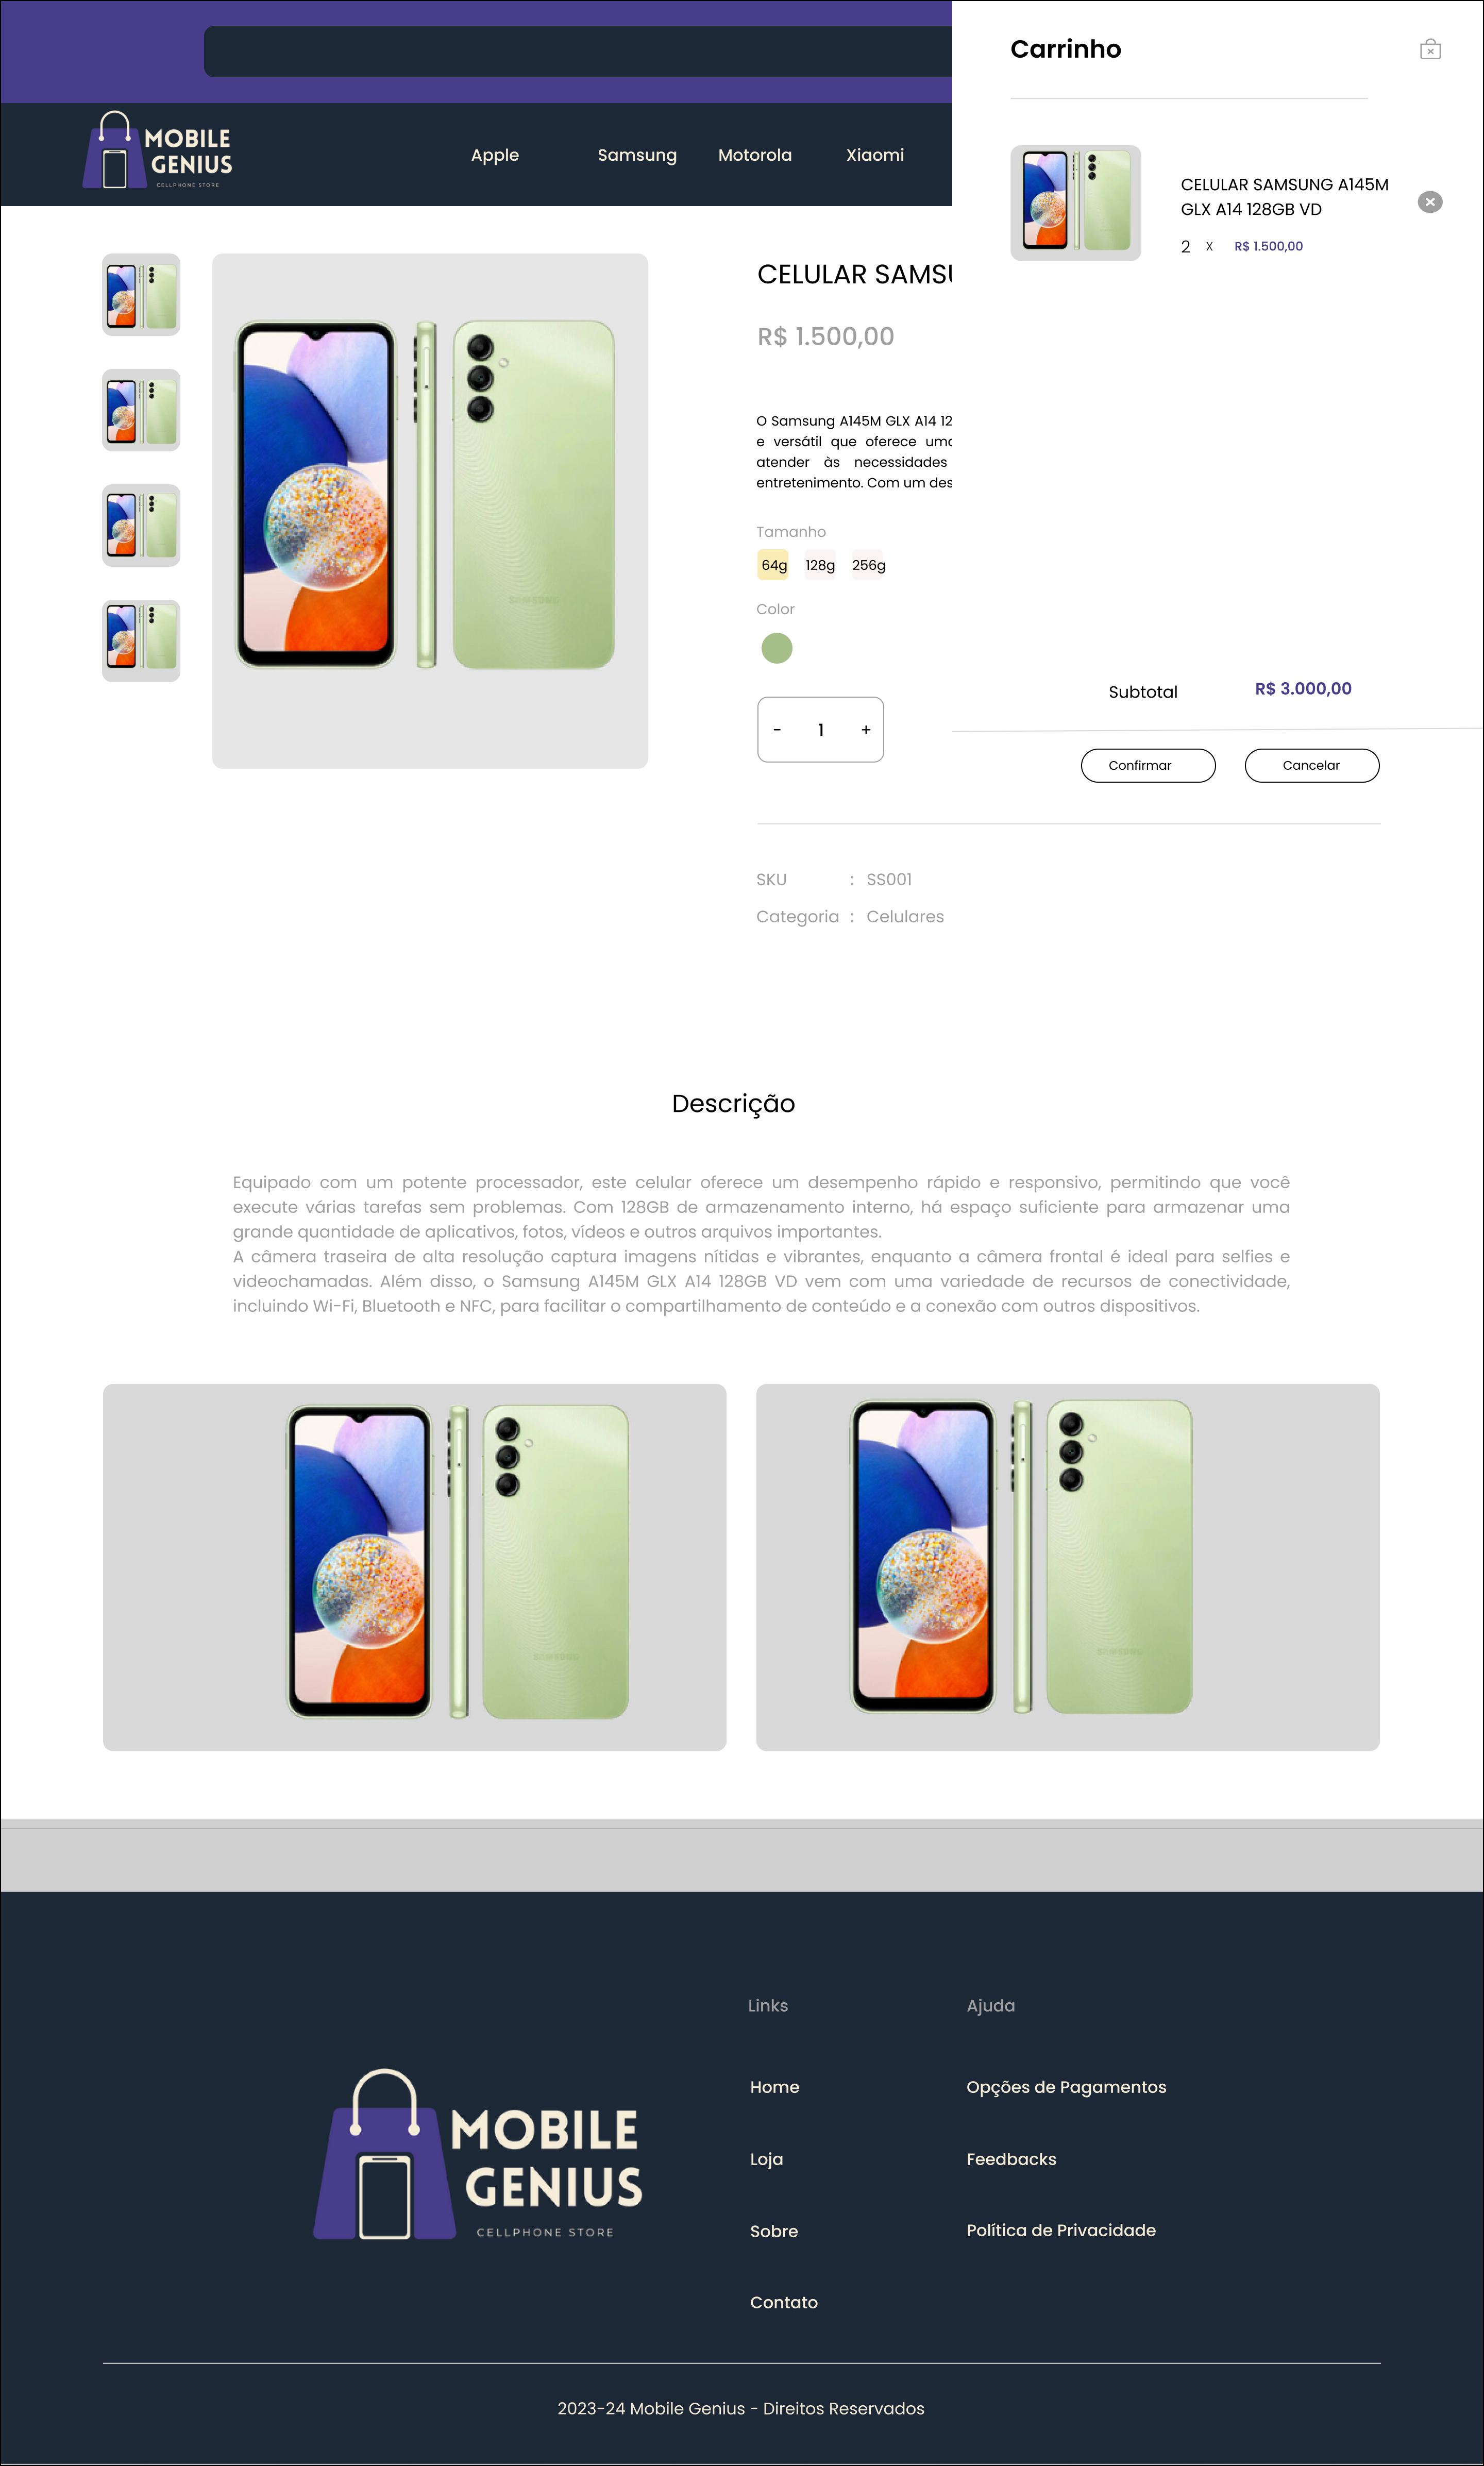 Carrinho
MOBILE
GENIUS
CELLPHONE STORE
Apple Samsung Motorola Xiaomi
CELULAR SAMSUNG A145M
GLX A14 128GB VD
2 X R$ 1.500,00
CELULAR SAMSU
R$ 1.500,00
O Samsung A145M GLX A14 12
e versátil que oferece uma
atender às necessidades
entretenimento. Com um des
Tamanho
64g 128g 256g
Color
Subtotal R$ 3.000,00
- 1 +
Confirmar Cancelar
SKU : SS001
Categoria : Celulares
Descrição
Equipado com um potente processador, este celular oferece um desempenho rápido e responsivo, permitindo que você
execute várias tarefas sem problemas. Com 128GB de armazenamento interno, há espaço suficiente para armazenar uma
grande quantidade de aplicativos, fotos, vídeos e outros arquivos importantes.
A câmera traseira de alta resolução captura imagens nítidas e vibrantes, enquanto a câmera frontal é ideal para selfies e
videochamadas. Além disso, o Samsung A145M GLX A14 128GB VD vem com uma variedade de recursos de conectividade,
incluindo Wi-Fi, Bluetooth e NFC, para facilitar o compartilhamento de conteúdo e a conexão com outros dispositivos.
Links
Ajuda
Home
Opções de Pagamentos
Loja
Feedbacks
Sobre
Política de Privacidade
Contato
MOBILE
GENIUS
CELLPHONE STORE
2023-24 Mobile Genius - Direitos Reservados